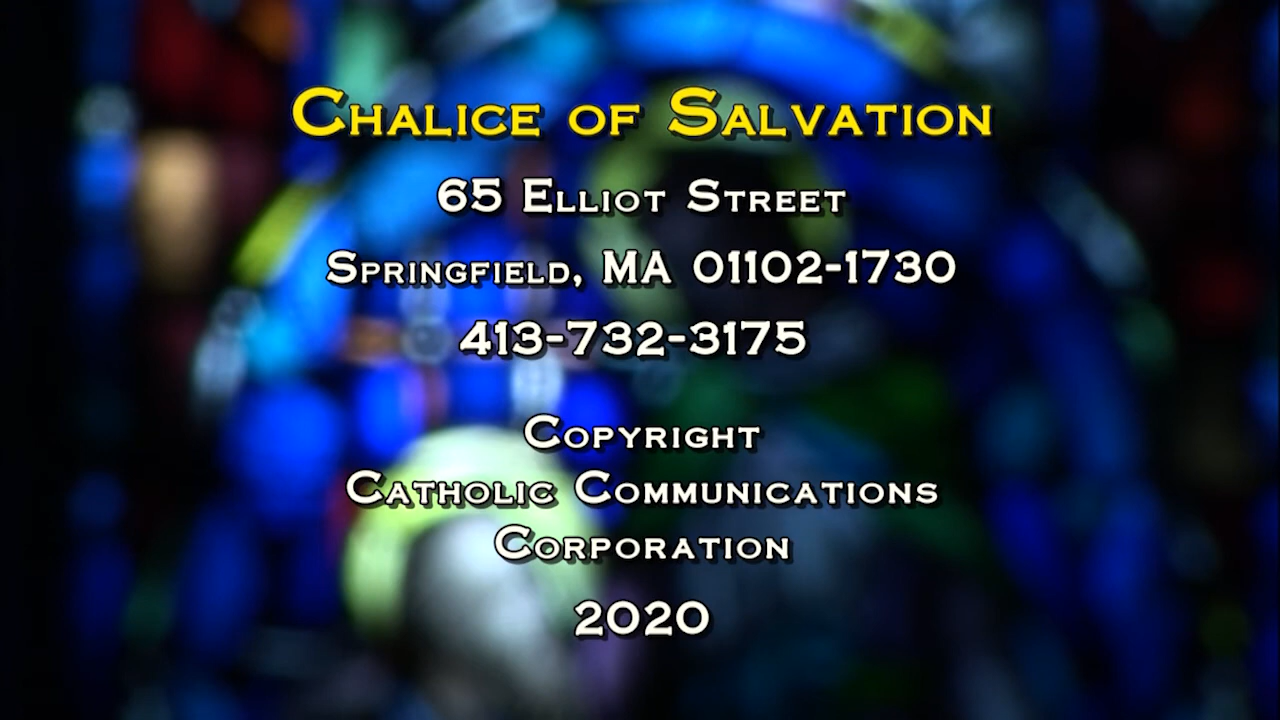 Chalice of Salvation
65 Elliot Street
Springfield, MA 01102-1730
413-732-3175
Copyright
Catholic Communications
Corporation
2020